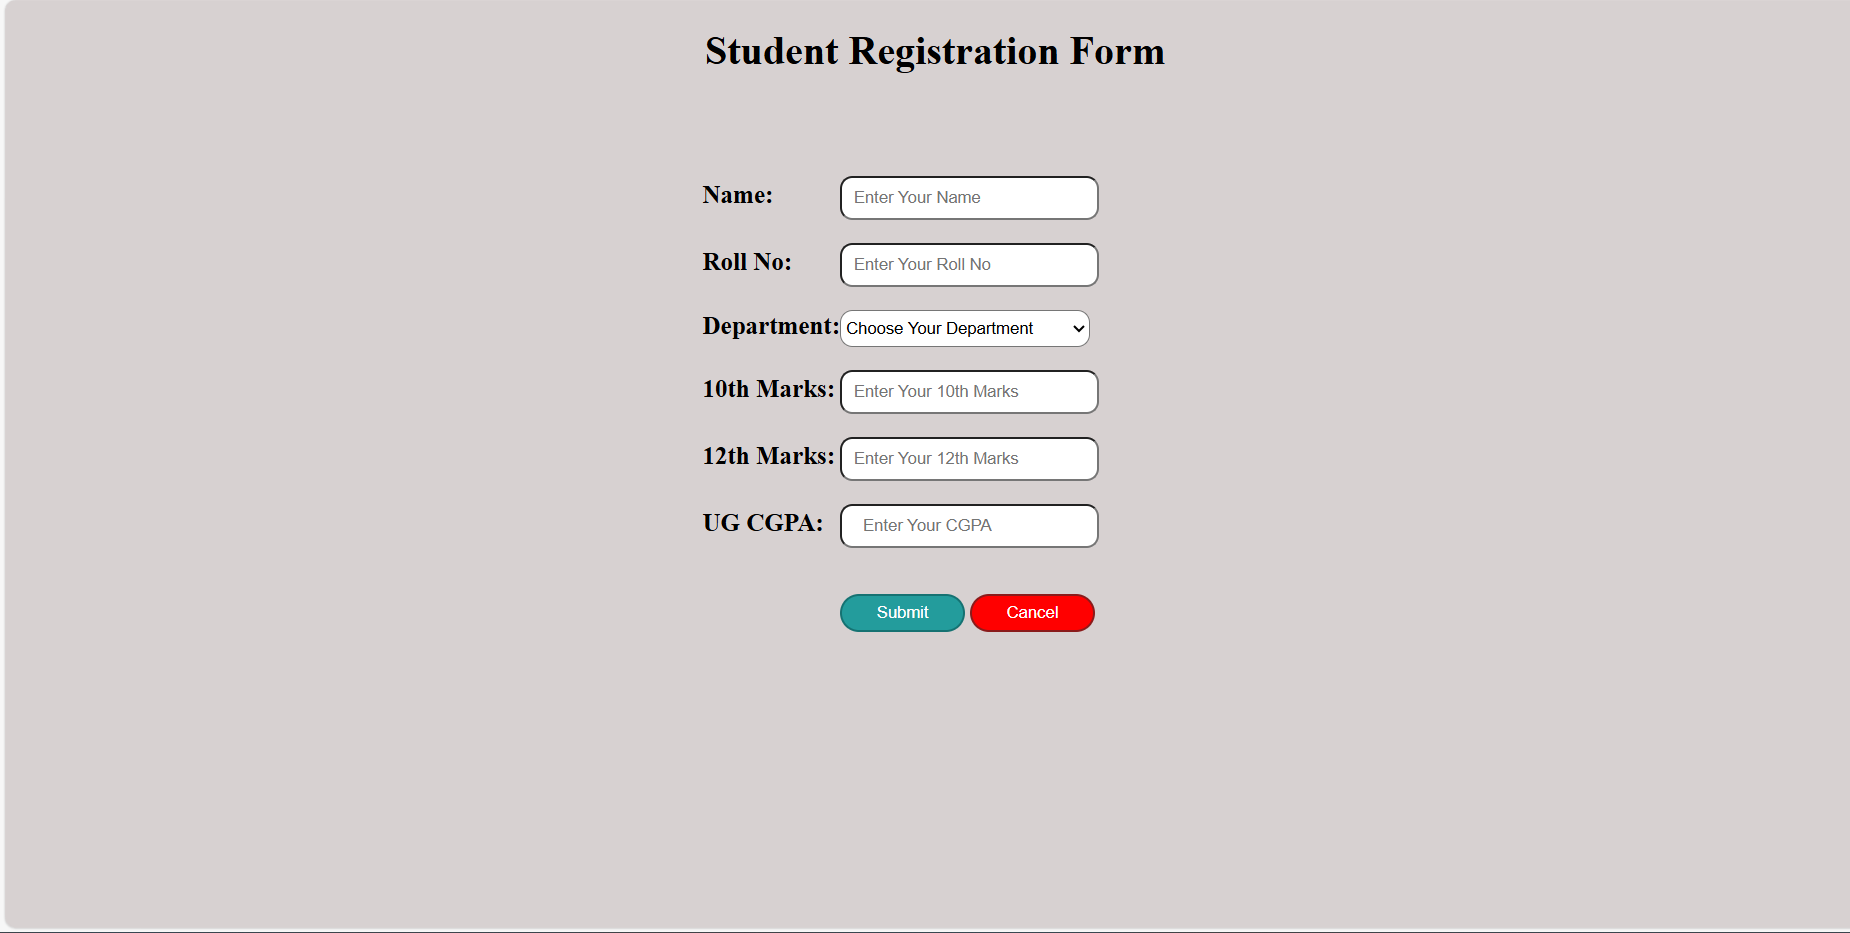 Student Registration Form
Name: Enter Your Name
Roll No: Enter Your Roll No
Department: Choose Your Department
10th Marks: Enter Your 10th Marks
12th Marks: Enter Your 12th Marks
UG CGPA: Enter Your CGPA
Submit Cancel